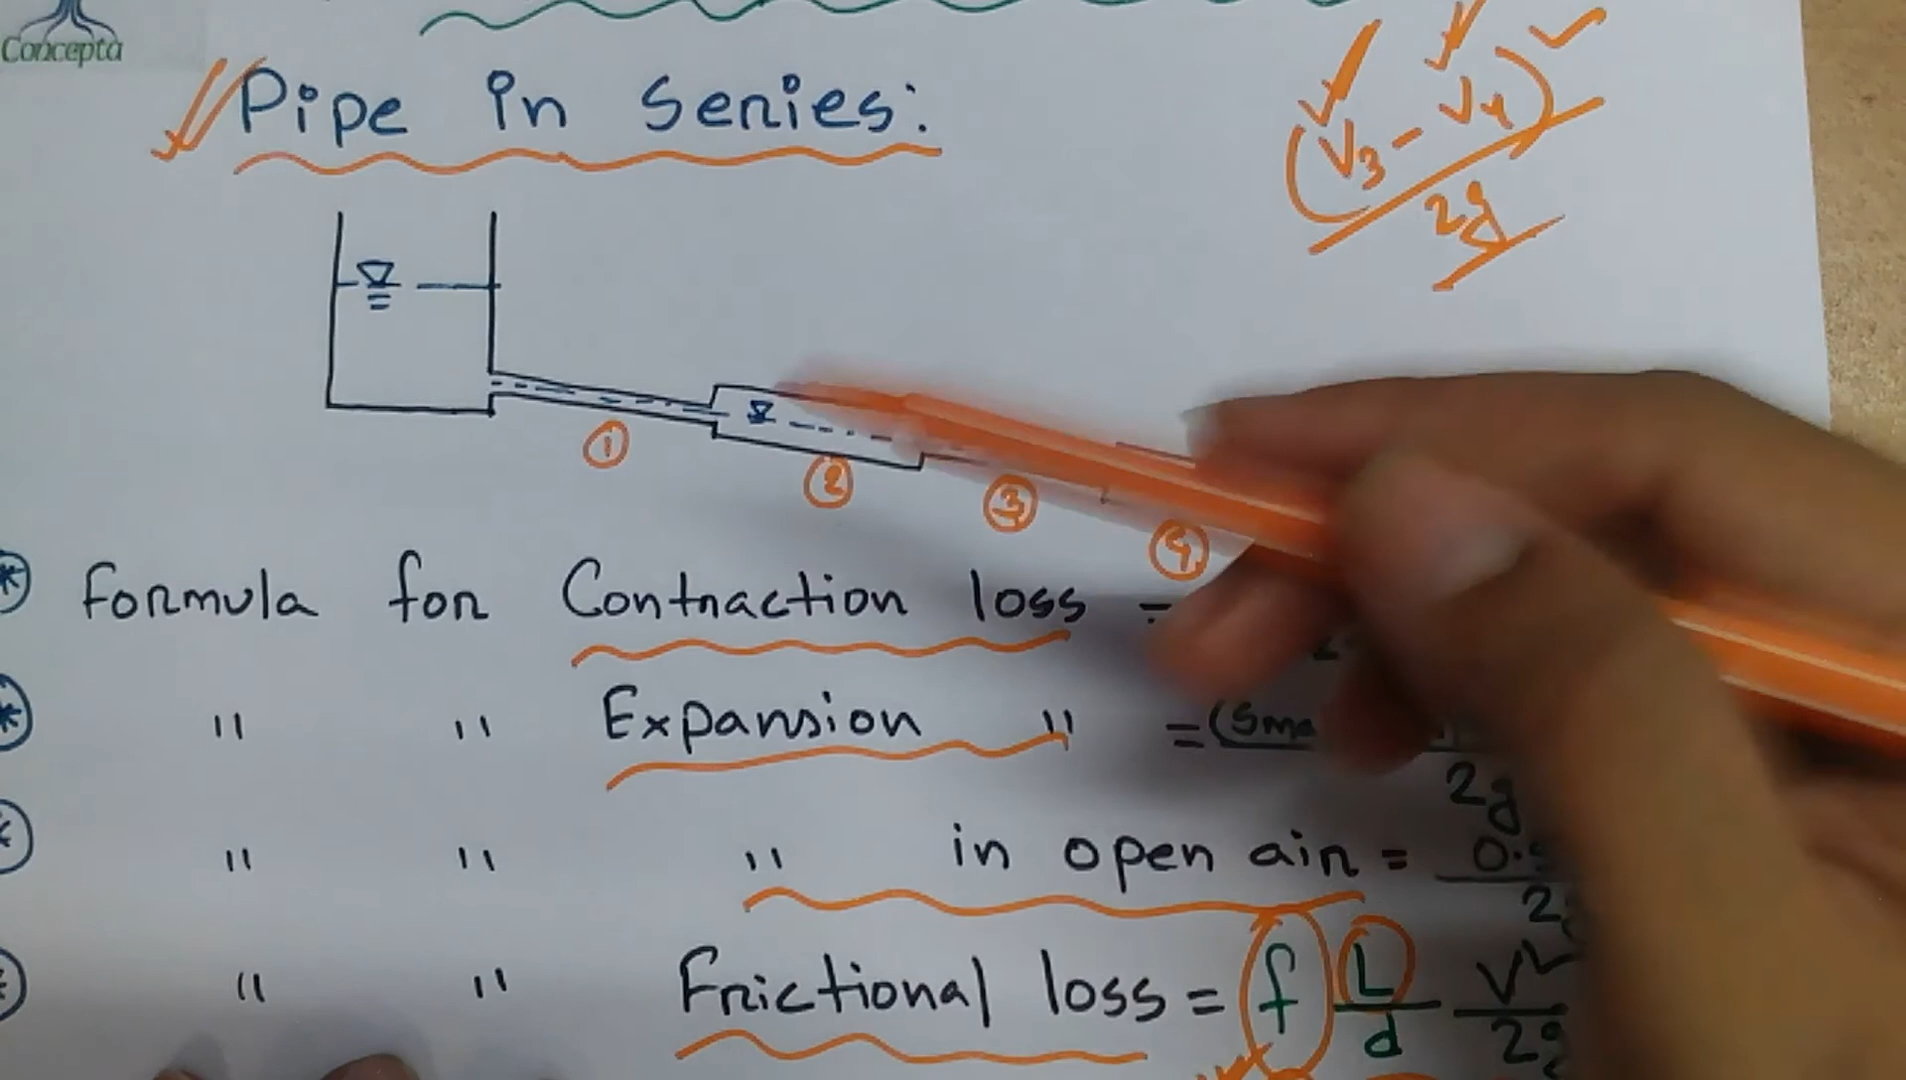 Concepta
Pipe in series:
(V3 - V4)
2g
1
2
3
4
Formula for Contraction loss =
2
" " Expansion " = (
2g
" " " in open air =
2
" " Frictional loss = f L/d V²/2g